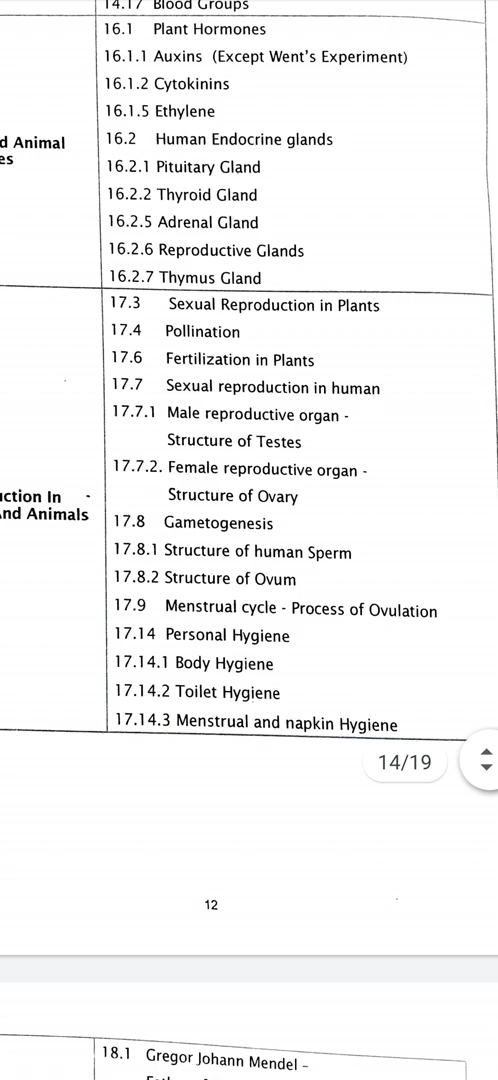 14.17 Blood Groups
16.1 Plant Hormones
16.1.1 Auxins (Except Went's Experiment)
16.1.2 Cytokinins
16.1.5 Ethylene
d Animal
es
16.2 Human Endocrine glands
16.2.1 Pituitary Gland
16.2.2 Thyroid Gland
16.2.5 Adrenal Gland
16.2.6 Reproductive Glands
16.2.7 Thymus Gland
17.3 Sexual Reproduction in Plants
17.4 Pollination
17.6 Fertilization in Plants
17.7 Sexual reproduction in human
17.7.1 Male reproductive organ -
Structure of Testes
17.7.2. Female reproductive organ -
Structure of Ovary
uction In -
And Animals
17.8 Gametogenesis
17.8.1 Structure of human Sperm
17.8.2 Structure of Ovum
17.9 Menstrual cycle - Process of Ovulation
17.14 Personal Hygiene
17.14.1 Body Hygiene
17.14.2 Toilet Hygiene
17.14.3 Menstrual and napkin Hygiene
14/19
12
18.1 Gregor Johann Mendel -